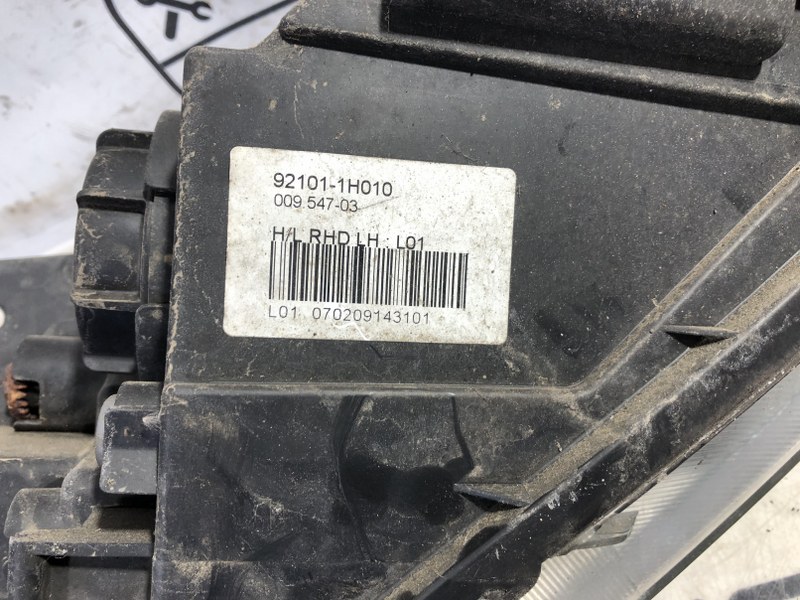 92101-1H010
009.547-03
H/L RHD LH : L01
L01 070209143101